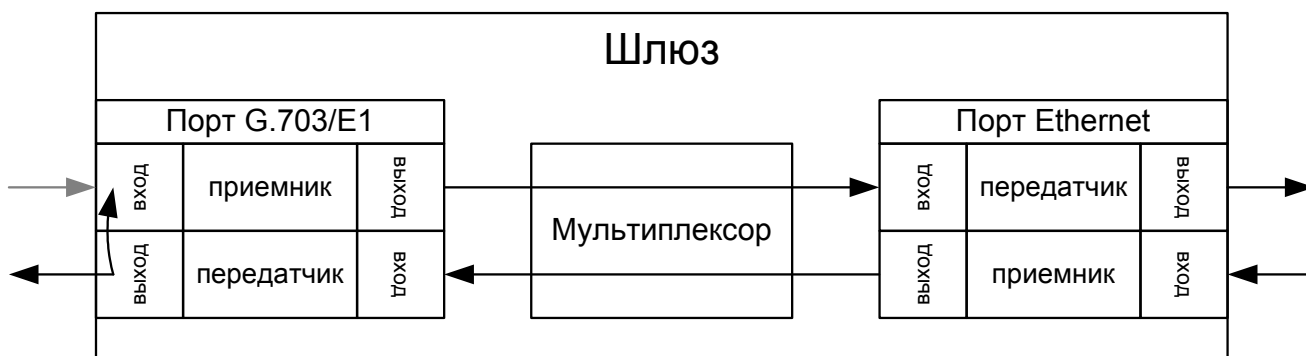 Шлюз
Порт G.703/E1
Порт Ethernet
вход
приемник
выход
вход
передатчик
выход
Мультиплексор
выход
передатчик
вход
выход
приемник
вход